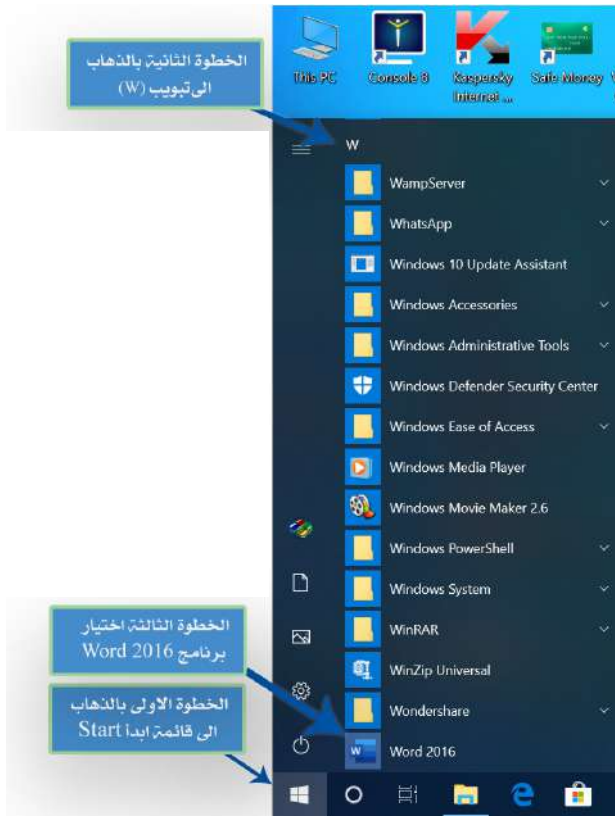 الخطوة الثانية بالذهاب
الى تبويب (W)
This PC
Console 8
Kaspersky
Internet ...
Safe Money
W
WampServer
WhatsApp
Windows 10 Update Assistant
Windows Accessories
Windows Administrative Tools
Windows Defender Security Center
Windows Ease of Access
Windows Media Player
Windows Movie Maker 2.6
Windows PowerShell
Windows System
الخطوة الثالثة اختيار
برنامج Word 2016
WinRAR
WinZip Universal
الخطوة الاولى بالذهاب
الى قائمة ابدأ Start
Wondershare
Word 2016